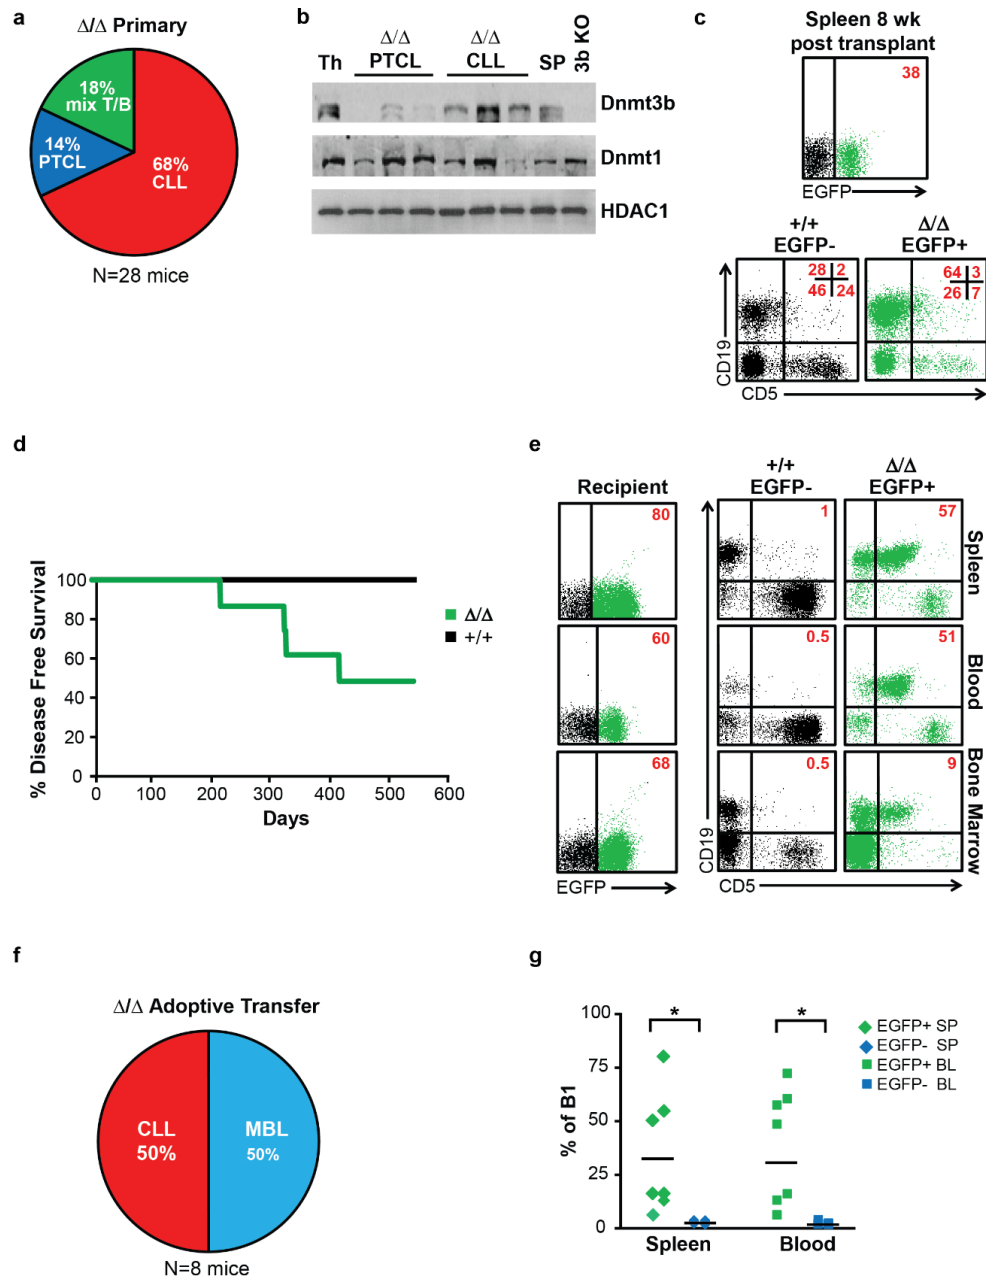 a
Δ/Δ Primary
18%
mix T/B
14%
PTCL
68%
CLL
N=28 mice
b
Th
Δ/Δ
PTCL
Δ/Δ
CLL
SP
3b KO
Dnmt3b
Dnmt1
HDAC1
c
Spleen 8 wk
post transplant
38
EGFP
+/+
EGFP-
Δ/Δ
EGFP+
28 2
46 24
64 3
26 7
CD19
CD5
d
% Disease Free Survival
100
80
60
40
20
0
0 100 200 300 400 500 600
Days
Δ/Δ
+/+
e
Recipient
+/+
EGFP-
Δ/Δ
EGFP+
80
1
57
Spleen
60
0.5
51
Blood
68
0.5
9
Bone Marrow
CD19
EGFP
CD5
f
Δ/Δ Adoptive Transfer
CLL
50%
MBL
50%
N=8 mice
g
% of B1
100
75
50
25
0
* *
Spleen Blood
EGFP+ SP
EGFP- SP
EGFP+ BL
EGFP- BL